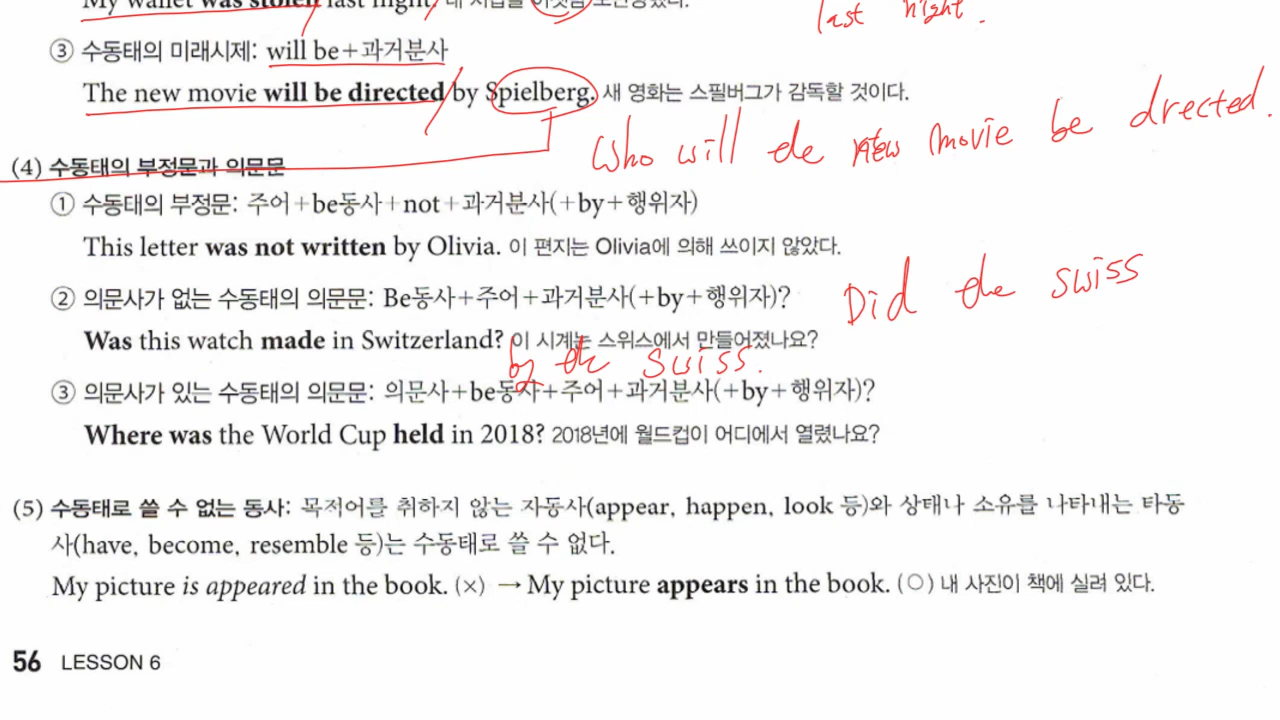 My wallet was stolen last night. 내 지갑을 어젯밤 도난당했다.
last night.
③ 수동태의 미래시제: will be+과거분사
The new movie will be directed by Spielberg. 새 영화는 스필버그가 감독할 것이다.
Who will the new movie be drected.
(4) 수동태의 부정문과 의문문
① 수동태의 부정문: 주어+be동사+not+과거분사(+by+행위자)
This letter was not written by Olivia. 이 편지는 Olivia에 의해 쓰이지 않았다.
② 의문사가 없는 수동태의 의문문: Be동사+주어+과거분사(+by+행위자)?
Did the swiss
Was this watch made in Switzerland? 이 시계는 스위스에서 만들어졌나요?
by the swiss.
③ 의문사가 있는 수동태의 의문문: 의문사+be동사+주어+과거분사(+by+행위자)?
Where was the World Cup held in 2018? 2018년에 월드컵이 어디에서 열렸나요?
(5) 수동태로 쓸 수 없는 동사: 목적어를 취하지 않는 자동사(appear, happen, look 등)와 상태나 소유를 나타내는 타동
사(have, become, resemble 등)는 수동태로 쓸 수 없다.
My picture is appeared in the book. (×) → My picture appears in the book. (○) 내 사진이 책에 실려 있다.
56 LESSON 6